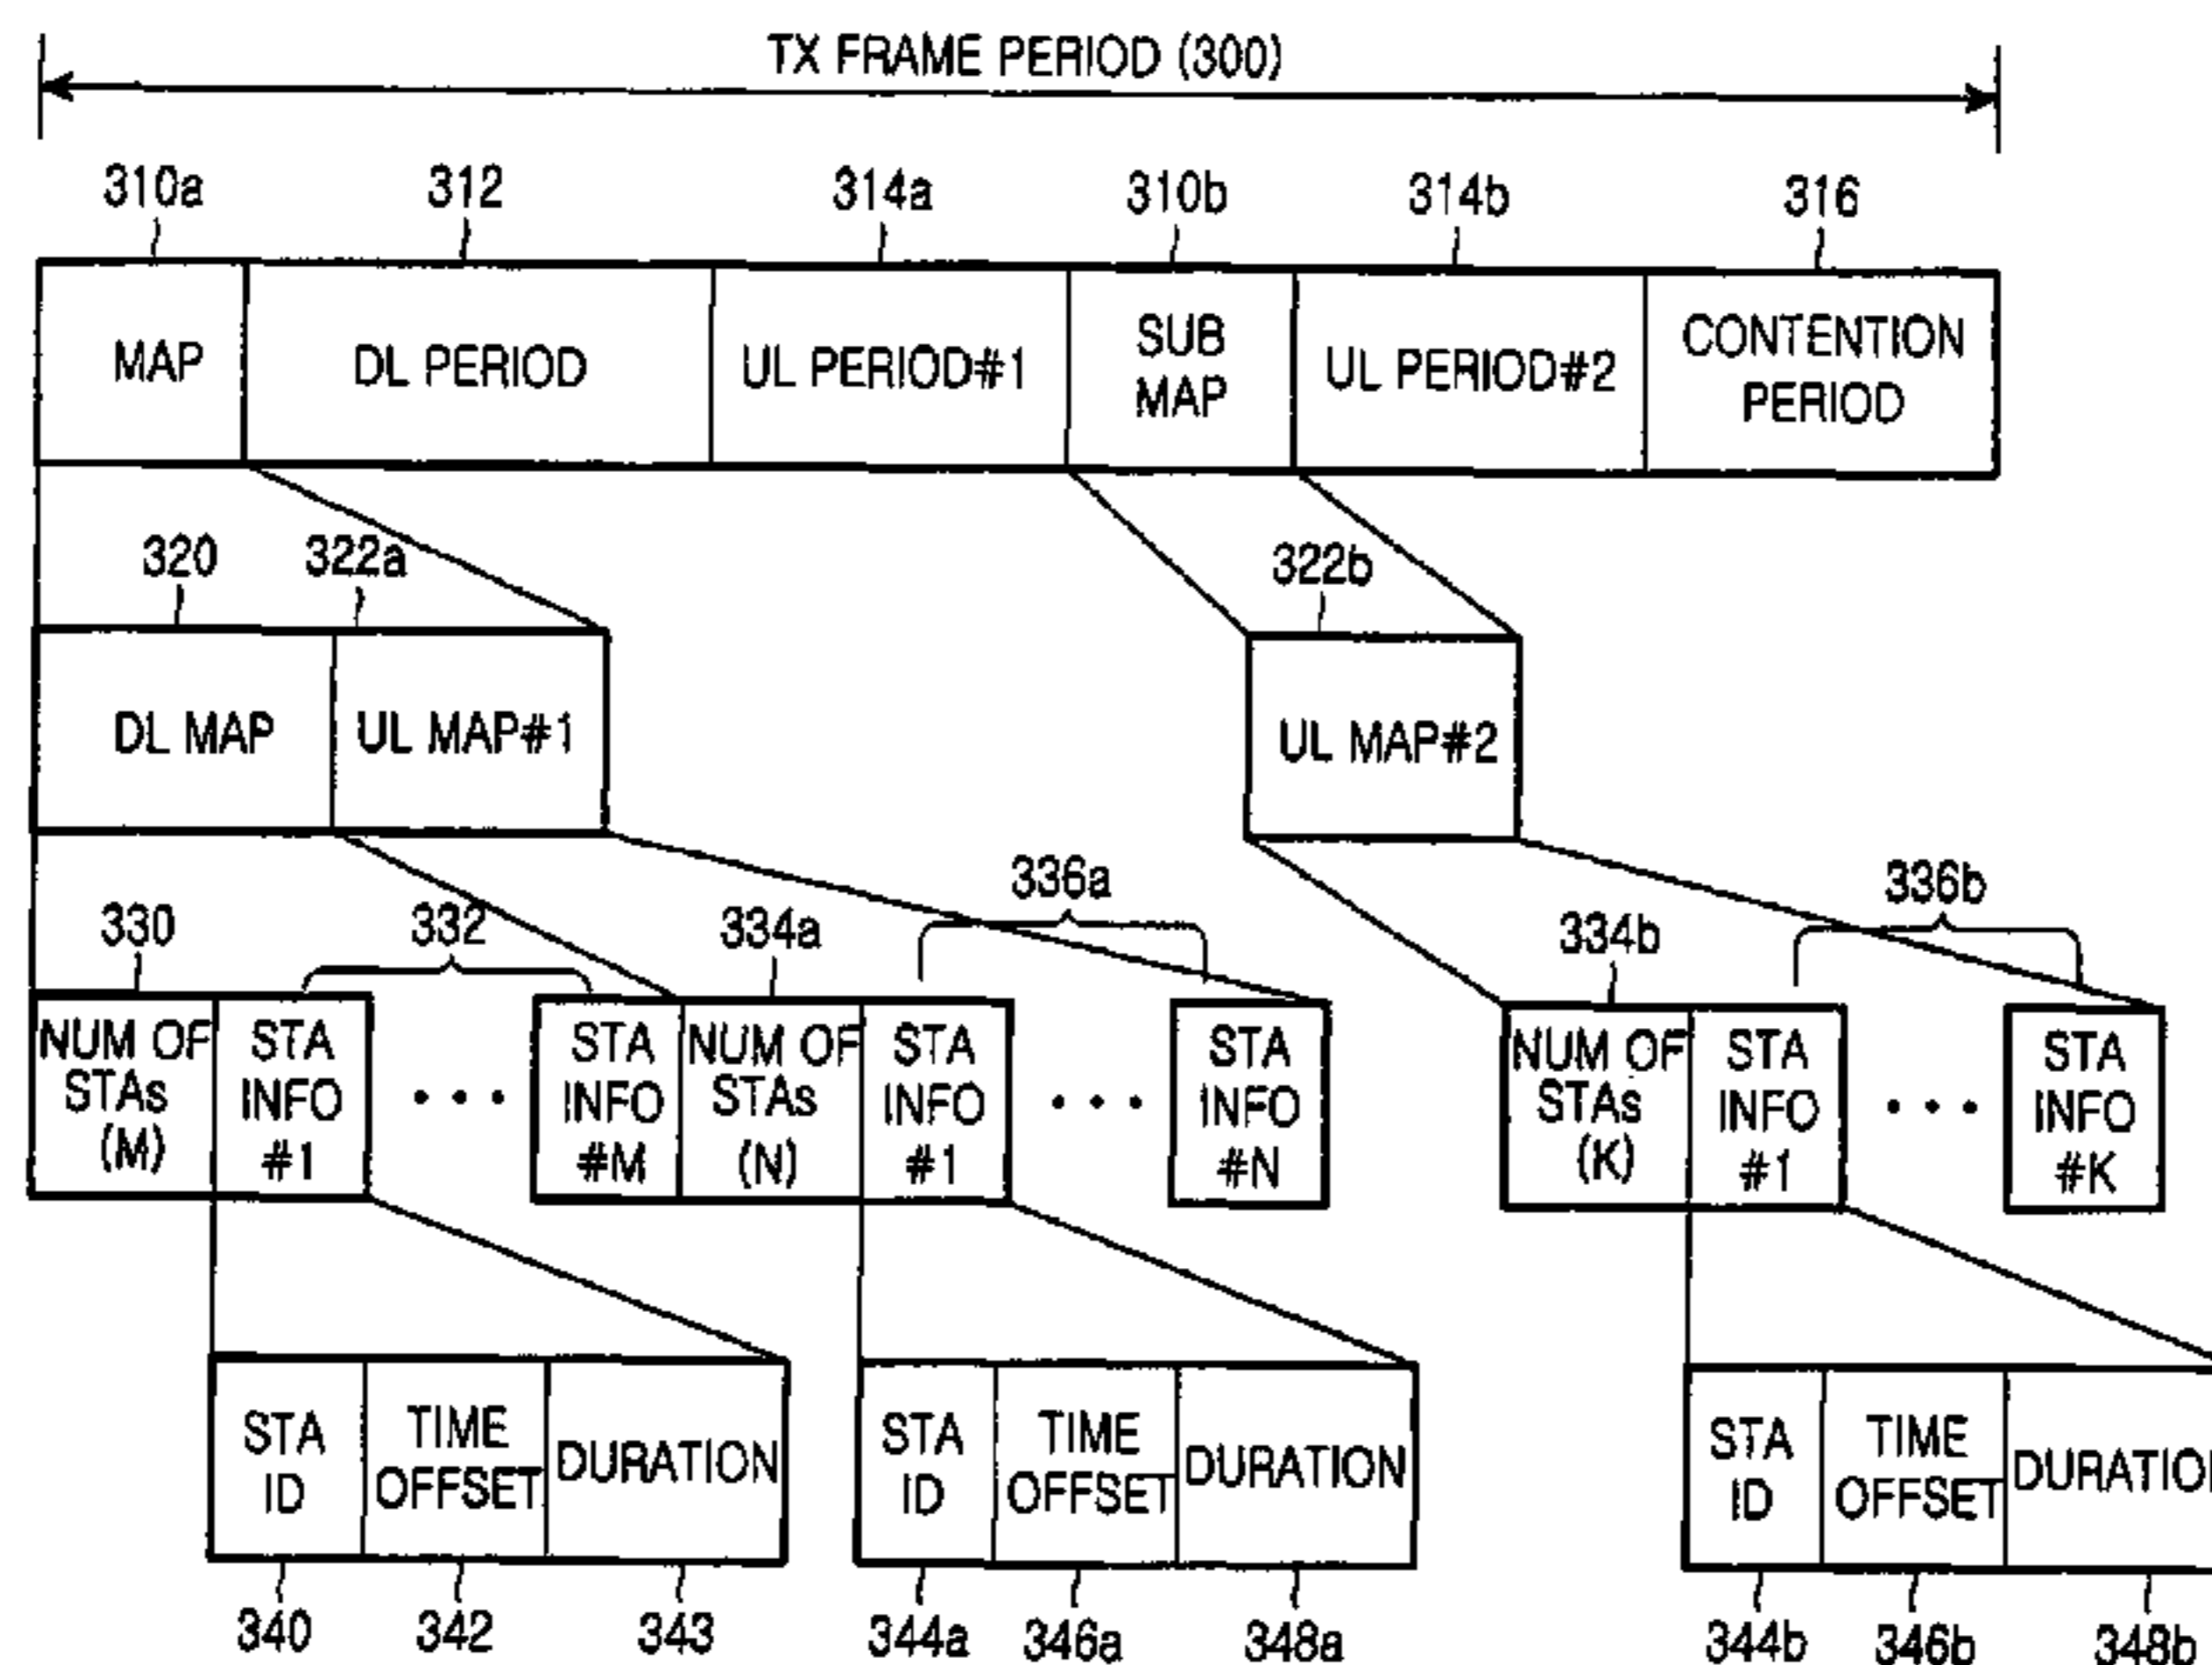 TX FRAME PERIOD (300)
310a 312 314a 310b 314b 316
MAP
DL PERIOD
UL PERIOD#1
SUB
MAP
UL PERIOD#2
CONTENTION
PERIOD
320 322a 322b
DL MAP
UL MAP#1
UL MAP#2
330 332 334a 336a 334b 336b
NUM OF
STAs
(M)
STA
INFO
#1
• • •
STA
INFO
#M
NUM OF
STAs
(N)
STA
INFO
#1
• • •
STA
INFO
#N
NUM OF
STAs
(K)
STA
INFO
#1
• • •
STA
INFO
#K
STA
ID
TIME
OFFSET
DURATION
STA
ID
TIME
OFFSET
DURATION
STA
ID
TIME
OFFSET
340 342 343 344a 346a 348a 344b 346b 348b